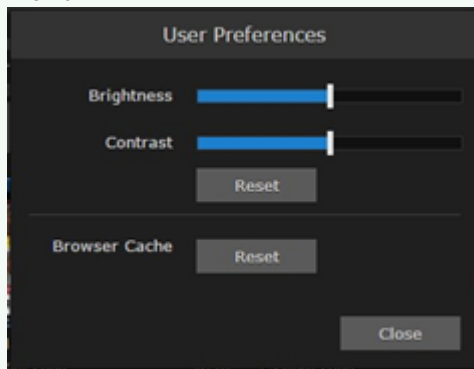 User Preferences
Brightness
Contrast
Reset
Browser Cache
Reset
Close